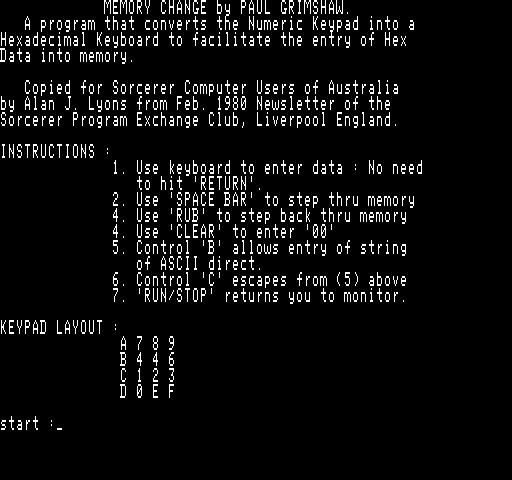 MEMORY CHANGE by PAUL GRIMSHAW.
A program that converts the Numeric Keypad into a
Hexadecimal Keyboard to facilitate the entry of Hex
Data into memory.
Copied for Sorcerer Computer Users of Australia
by Alan J. Lyons from Feb. 1980 Newsletter of the
Sorcerer Program Exchange Club, Liverpool England.
INSTRUCTIONS :
1. Use keyboard to enter data : No need
to hit 'RETURN'.
2. Use 'SPACE BAR' to step thru memory
4. Use 'RUB' to step back thru memory
4. Use 'CLEAR' to enter '00'
5. Control 'B' allows entry of string
of ASCII direct.
6. Control 'C' escapes from (5) above
7. 'RUN/STOP' returns you to monitor.
KEYPAD LAYOUT :
A 7 8 9
B 4 4 6
C 1 2 3
D 0 E F
start :_